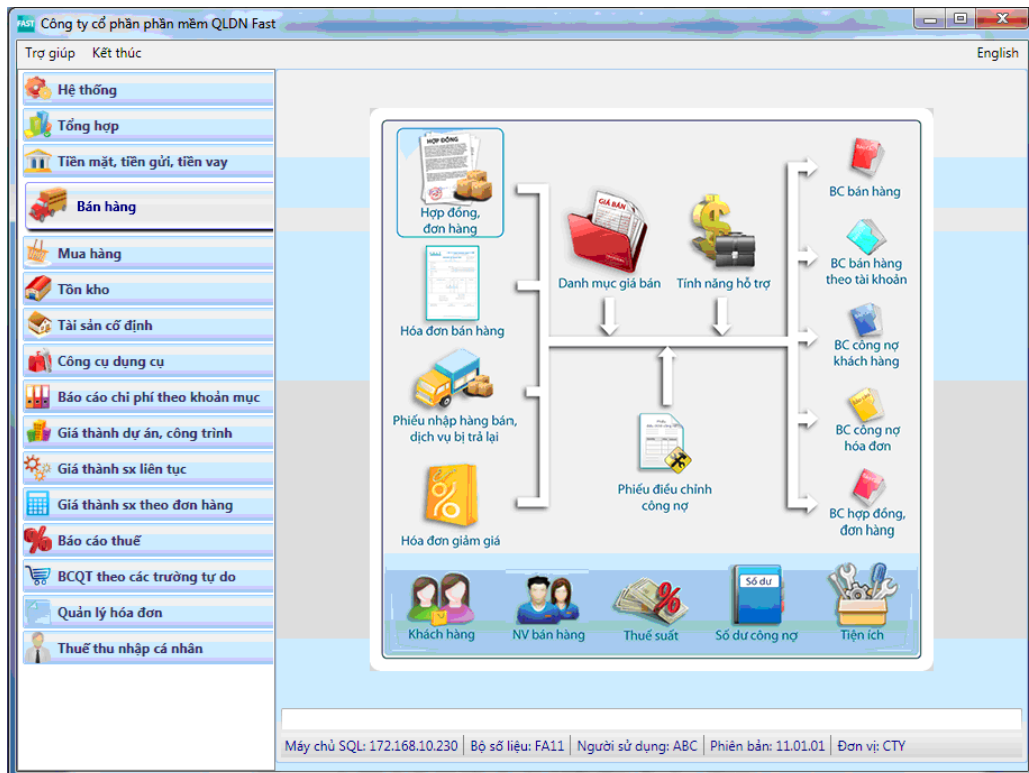 FAST Công ty cổ phần phần mềm QLDN Fast
Trợ giúp Kết thúc English
Hệ thống
Tổng hợp
Tiền mặt, tiền gửi, tiền vay
Bán hàng
Mua hàng
Tồn kho
Tài sản cố định
Công cụ dụng cụ
Báo cáo chi phí theo khoản mục
Giá thành dự án, công trình
Giá thành sx liên tục
Giá thành sx theo đơn hàng
Báo cáo thuế
BCQT theo các trường tự do
Quản lý hóa đơn
Thuế thu nhập cá nhân
HỢP ĐỒNG
Hợp đồng,
đơn hàng
Hóa đơn bán hàng
Phiếu nhập hàng bán,
dịch vụ bị trả lại
Hóa đơn giảm giá
GIÁ BÁN
Danh mục giá bán
Tính năng hỗ trợ
Phiếu điều chỉnh
công nợ
BC bán hàng
BC bán hàng
theo tài khoản
BC công nợ
khách hàng
BC công nợ
hóa đơn
BC hợp đồng,
đơn hàng
Khách hàng
NV bán hàng
Thuế suất
Số dư
Số dư công nợ
Tiện ích
Máy chủ SQL: 172.168.10.230 Bộ số liệu: FA11 Người sử dụng: ABC Phiên bản: 11.01.01 Đơn vị: CTY